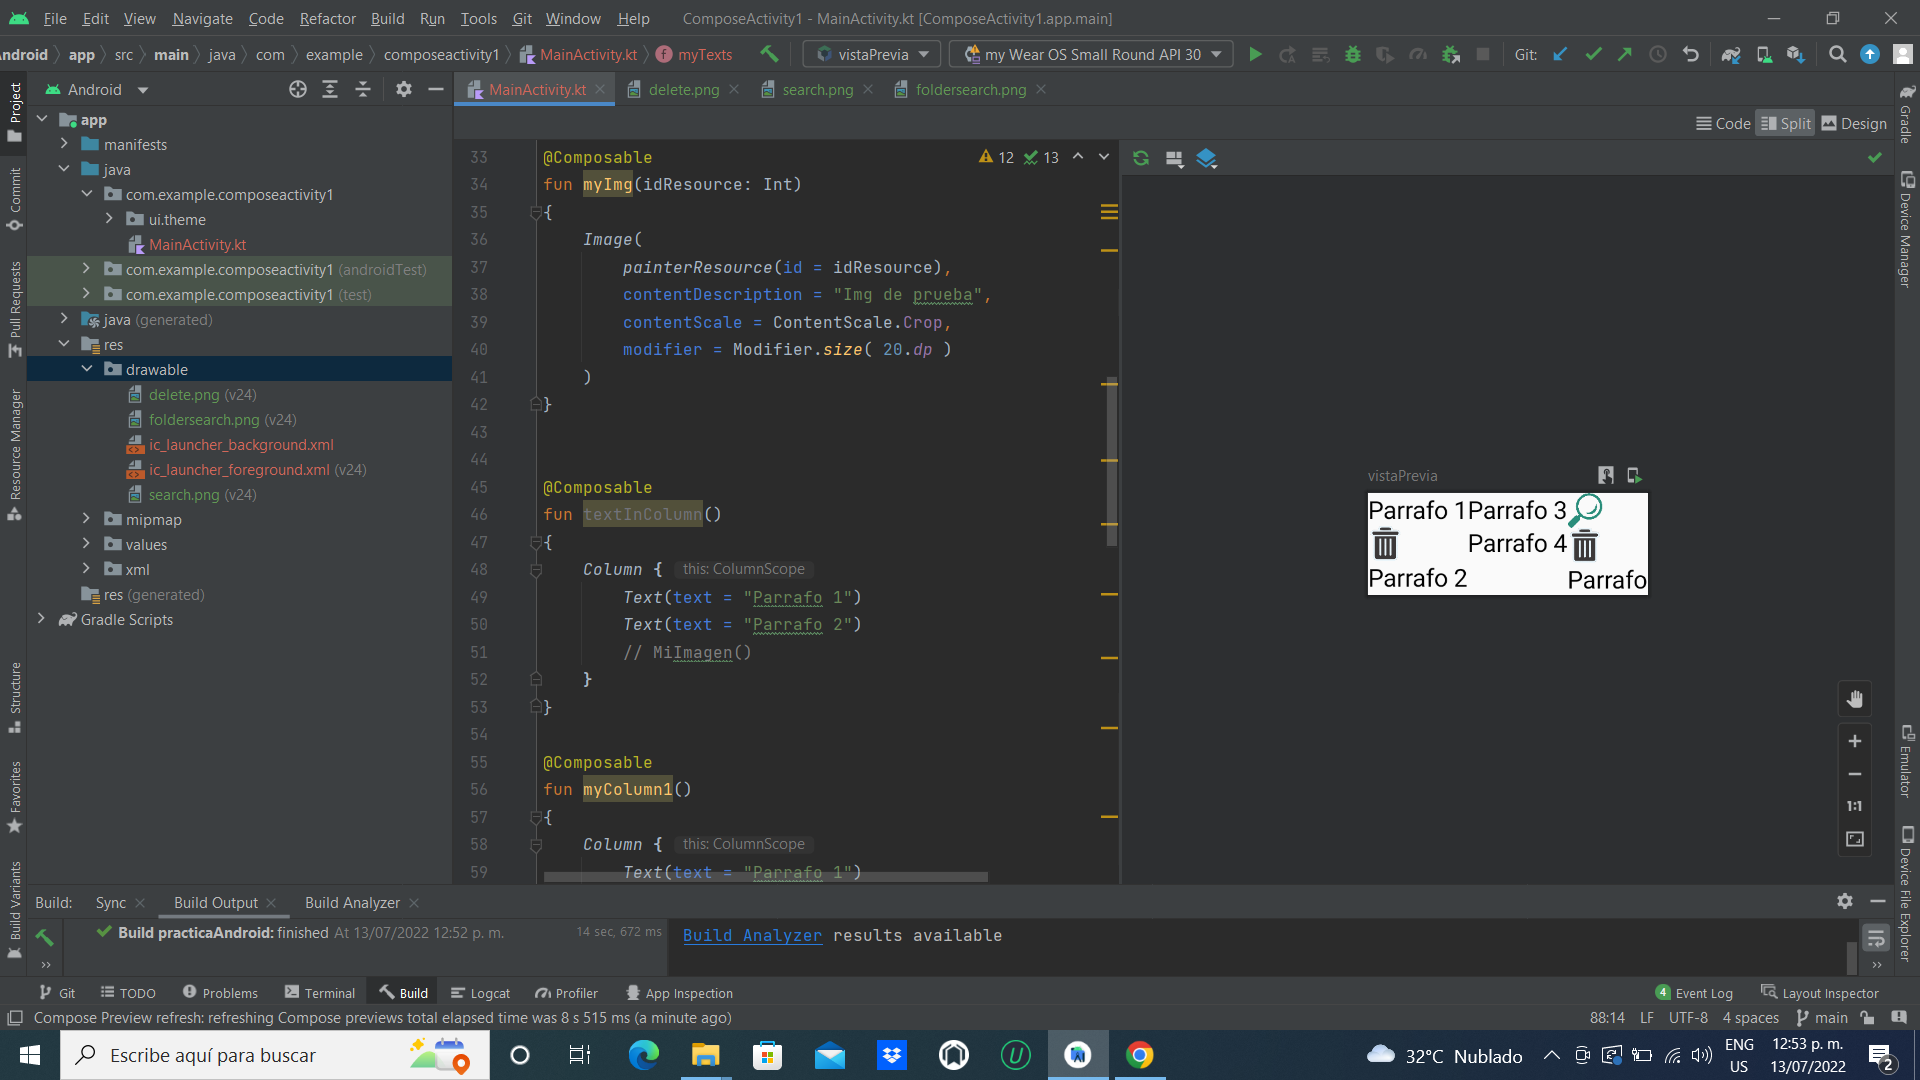 File Edit View Navigate Code Refactor Build Run Tools Git Window Help ComposeActivity1 - MainActivity.kt [ComposeActivity1.app.main]
ndroid app src main java com example composeactivity1 MainActivity.kt myTexts vistaPrevia my Wear OS Small Round API 30 Git:
Android
MainActivity.kt delete.png search.png foldersearch.png
Code Split Design
Project
Commit
Pull Requests
Resource Manager
Structure
Favorites
Build Variants
app
manifests
java
com.example.composeactivity1
ui.theme
MainActivity.kt
com.example.composeactivity1 (androidTest)
com.example.composeactivity1 (test)
java (generated)
res
drawable
delete.png (v24)
foldersearch.png (v24)
ic_launcher_background.xml
ic_launcher_foreground.xml (v24)
search.png (v24)
mipmap
values
xml
res (generated)
Gradle Scripts
12 13
33 @Composable
34 fun myImg(idResource: Int)
35 {
36 Image(
37 painterResource(id = idResource),
38 contentDescription = "Img de prueba",
39 contentScale = ContentScale.Crop,
40 modifier = Modifier.size( 20.dp )
41 )
42 }
43
44
45 @Composable
46 fun textInColumn()
47 {
48 Column { this: ColumnScope
49 Text(text = "Parrafo 1")
50 Text(text = "Parrafo 2")
51 // MiImagen()
52 }
53 }
54
55 @Composable
56 fun myColumn1()
57 {
58 Column { this: ColumnScope
59 Text(text = "Parrafo 1")
vistaPrevia
Parrafo 1 Parrafo 3
Parrafo 4
Parrafo 2 Parrafo
1:1
Gradle
Device Manager
Emulator
Device File Explorer
Build: Sync Build Output Build Analyzer
Build practicaAndroid: finished At 13/07/2022 12:52 p. m. 14 sec, 672 ms
Build Analyzer results available
Git TODO Problems Terminal Build Logcat Profiler App Inspection 4 Event Log Layout Inspector
Compose Preview refresh: refreshing Compose previews total elapsed time was 8 s 515 ms (a minute ago) 88:14 LF UTF-8 4 spaces main
Escribe aquí para buscar
32°C Nublado
ENG
US
12:53 p. m.
13/07/2022
2